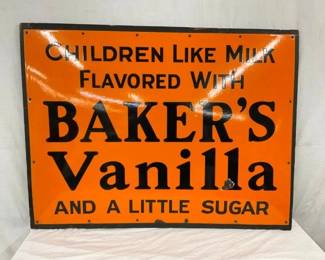 CHILDREN LIKE MILK
FLAVORED WITH
BAKER'S
Vanilla
AND A LITTLE SUGAR